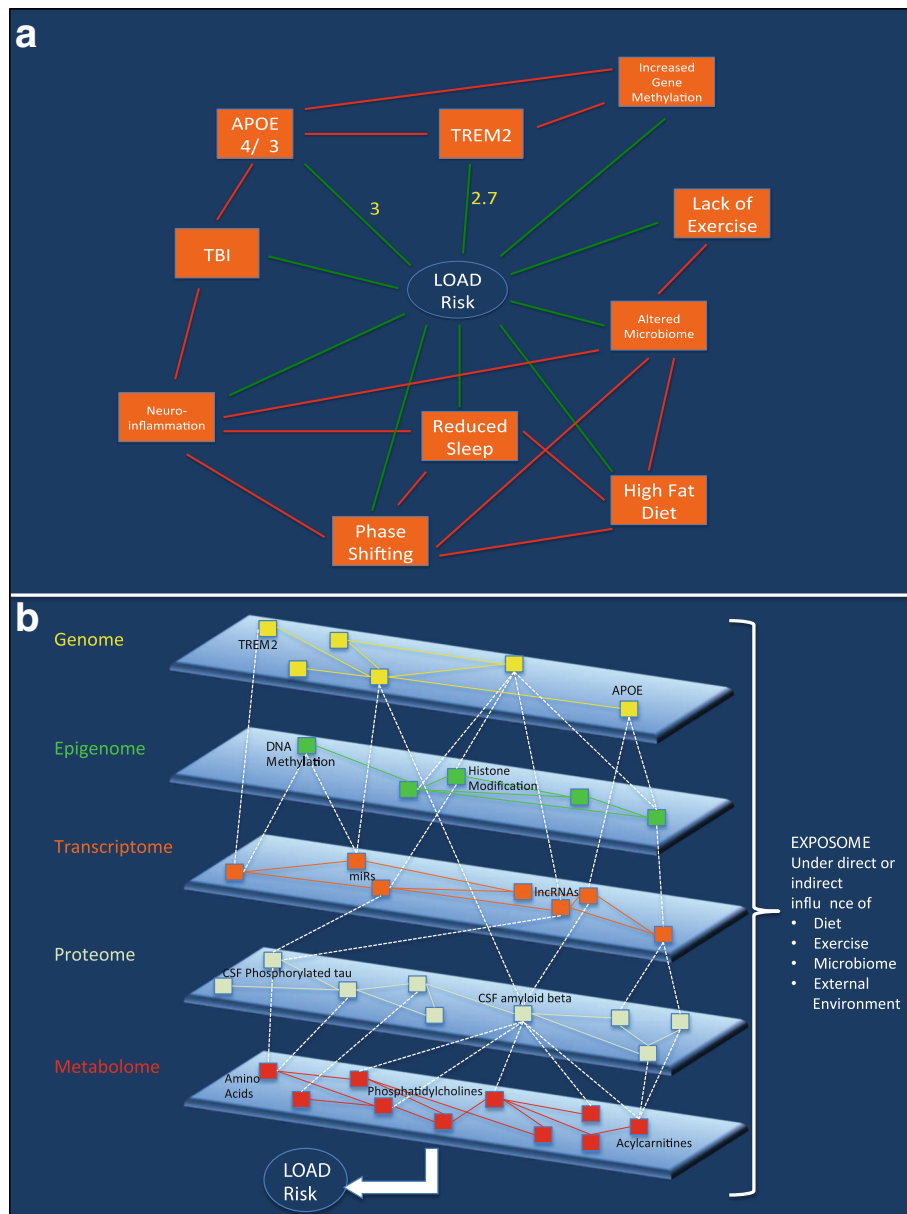 a
Increased
Gene
Methylation
APOE
4/ 3
TREM2
3
2.7
Lack of
Exercise
TBI
LOAD
Risk
Altered
Microbiome
Neuro-
inflammation
Reduced
Sleep
High Fat
Diet
Phase
Shifting
b
Genome
TREM2
APOE
Epigenome
DNA
Methylation
Histone
Modification
Transcriptome
miRs
lncRNAs
EXPOSOME
Under direct or
indirect
influ nce of
• Diet
• Exercise
• Microbiome
• External
Environment
Proteome
CSF Phosphorylated tau
CSF amyloid beta
Metabolome
Amino
Acids
Phosphatidylcholines
Acylcarnitines
LOAD
Risk